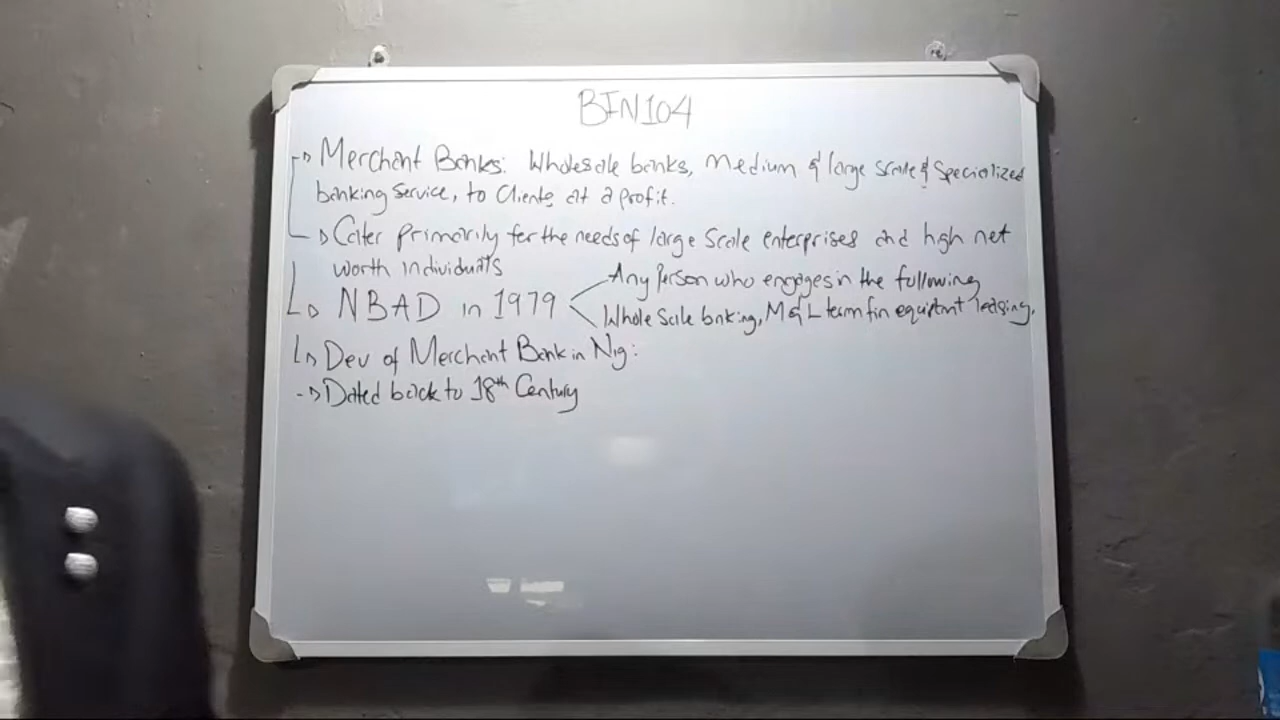 BIN104
Merchant Banks: Wholesale banks, Medium & large scale & Specialized
banking service, to Clients at a profit.
Cater primarily for the needs of large Scale enterprises and high net
worth individuals
NBAD in 1979
Any Person who engages in the following
Whole Scale banking, M & L term fin equipment leasing.
Dev of Merchant Bank in Nig:
Dated back to 18th Century